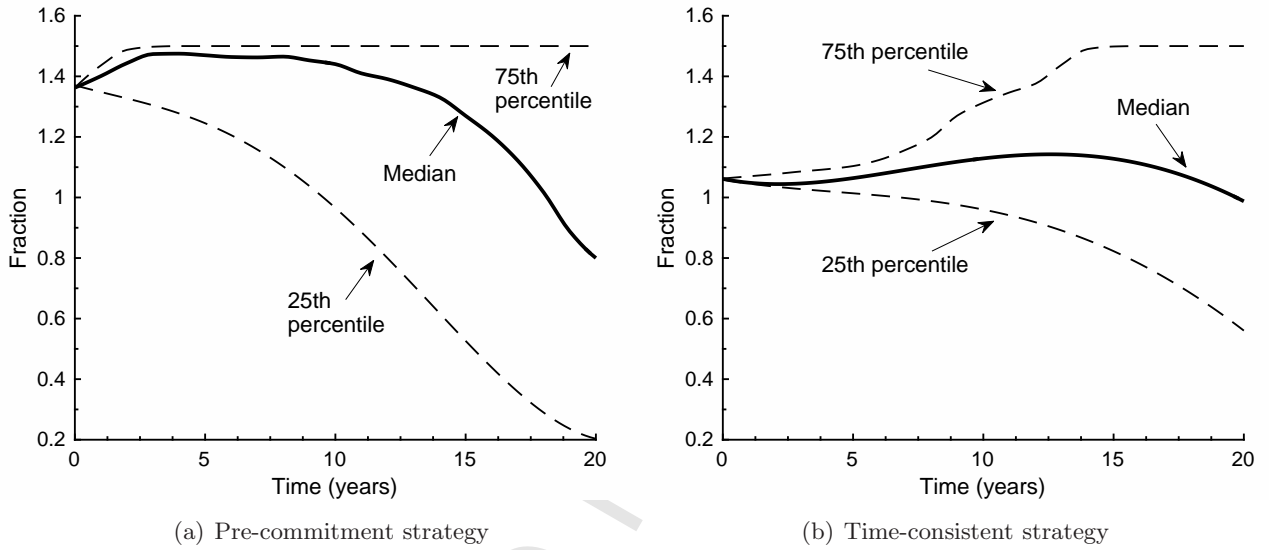 1.6
1.4
1.2
1
0.8
0.6
0.4
0.2
Fraction
0
5
10
15
20
Time (years)
75th
percentile
Median
25th
percentile
(a) Pre-commitment strategy
1.6
1.4
1.2
1
0.8
0.6
0.4
0.2
Fraction
0
5
10
15
20
Time (years)
75th percentile
Median
25th percentile
(b) Time-consistent strategy